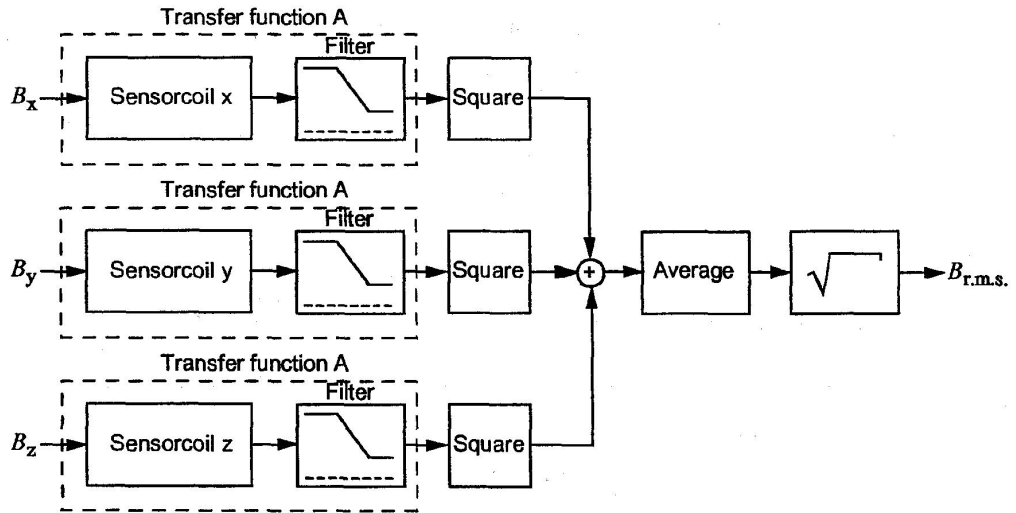 Transfer function A
Filter
Bx
Sensorcoil x
Square
Transfer function A
Filter
By
Sensorcoil y
Square
+
Average
√
Br.m.s.
Transfer function A
Filter
Bz
Sensorcoil z
Square